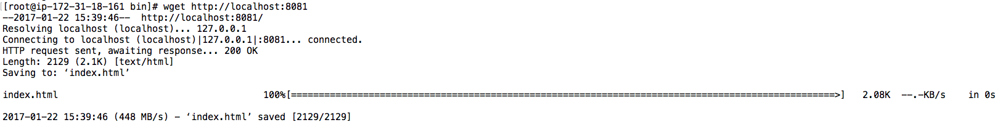 [[root@ip-172-31-18-161 bin]# wget http://localhost:8081
--2017-01-22 15:39:46--  http://localhost:8081/
Resolving localhost (localhost)... 127.0.0.1
Connecting to localhost (localhost)|127.0.0.1|:8081... connected.
HTTP request sent, awaiting response... 200 OK
Length: 2129 (2.1K) [text/html]
Saving to: ‘index.html’
index.html                                     100%[==================================================================================================>]   2.08K  --.-KB/s    in 0s
2017-01-22 15:39:46 (448 MB/s) - ‘index.html’ saved [2129/2129]